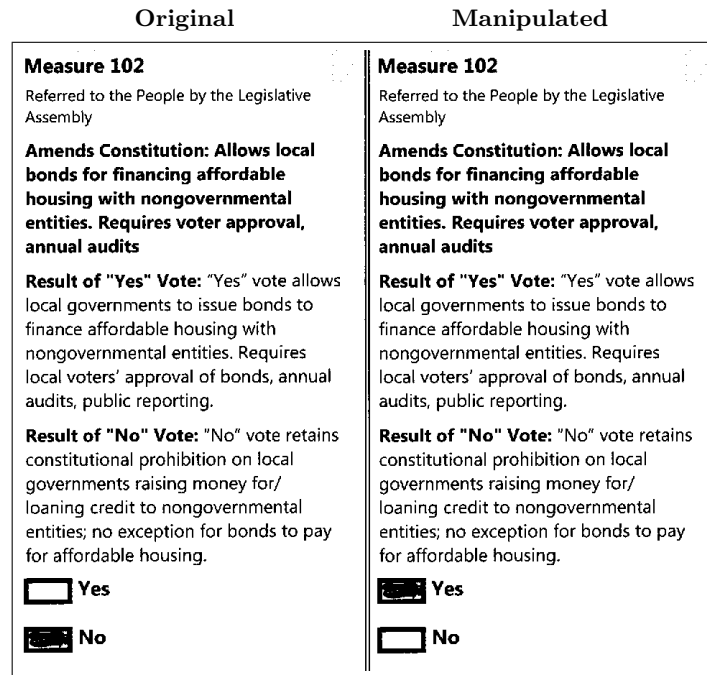 Original
Manipulated
Measure 102
Referred to the People by the Legislative
Assembly
Amends Constitution: Allows local
bonds for financing affordable
housing with nongovernmental
entities. Requires voter approval,
annual audits
Result of "Yes" Vote: "Yes" vote allows
local governments to issue bonds to
finance affordable housing with
nongovernmental entities. Requires
local voters' approval of bonds, annual
audits, public reporting.
Result of "No" Vote: "No" vote retains
constitutional prohibition on local
governments raising money for/
loaning credit to nongovernmental
entities; no exception for bonds to pay
for affordable housing.
Yes
No
Measure 102
Referred to the People by the Legislative
Assembly
Amends Constitution: Allows local
bonds for financing affordable
housing with nongovernmental
entities. Requires voter approval,
annual audits
Result of "Yes" Vote: "Yes" vote allows
local governments to issue bonds to
finance affordable housing with
nongovernmental entities. Requires
local voters' approval of bonds, annual
audits, public reporting.
Result of "No" Vote: "No" vote retains
constitutional prohibition on local
governments raising money for/
loaning credit to nongovernmental
entities; no exception for bonds to pay
for affordable housing.
Yes
No